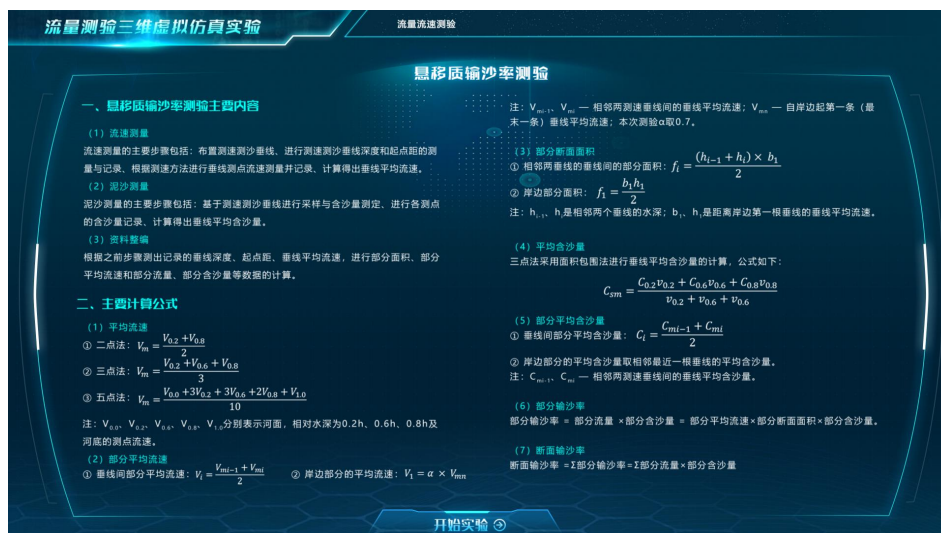 流量测验三维虚拟仿真实验
流量流速测验
悬移质输沙率测验
一、悬移质输沙率测验主要内容
（1）流速测量
流速测量的主要步骤包括：布置测速测沙垂线、进行测速测沙垂线深度和起点距的测
量与记录、根据测速方法进行垂线测点流速测量并记录、计算得出垂线平均流速。
（2）泥沙测量
泥沙测量的主要步骤包括：基于测速测沙垂线进行采样与含沙量测定、进行各测点
的含沙量记录、计算得出垂线平均含沙量。
（3）资料整编
根据之前步骤测出记录的垂线深度、起点距、垂线平均流速，进行部分面积、部分
平均流速和部分流量、部分含沙量等数据的计算。
二、主要计算公式
（1）平均流速
① 二点法：V_m = (V_0.2 + V_0.8) / 2
② 三点法：V_m = (V_0.2 + V_0.6 + V_0.8) / 3
③ 五点法：V_m = (V_0.0 + 3V_0.2 + 3V_0.6 + 2V_0.8 + V_1.0) / 10
注：V_0.0、V_0.2、V_0.6、V_0.8、V_1.0分别表示河面，相对水深为0.2h、0.6h、0.8h及
河底的测点流速。
（2）部分平均流速
① 垂线间部分平均流速：V_i = (V_mi−1 + V_mi) / 2 ② 岸边部分的平均流速：V_1 = α × V_mn
注：V_mi-1、V_mi — 相邻两测速垂线间的垂线平均流速；V_mn — 自岸边起第一条（最
末一条）垂线平均流速；本次测验α取0.7。
（3）部分断面面积
① 相邻两垂线的垂线间的部分面积：f_i = (h_i−1 + h_i) × b_1 / 2
② 岸边部分面积： f_1 = b_1h_1 / 2
注：h_i-1、h_i是相邻两个垂线的水深；b_1、h_1是距离岸边第一根垂线的垂线平均流速。
（4）平均含沙量
三点法采用面积包围法进行垂线平均含沙量的计算，公式如下：
C_sm = (C_0.2v_0.2 + C_0.6v_0.6 + C_0.8v_0.8) / (v_0.2 + v_0.6 + v_0.6)
（5）部分平均含沙量
① 垂线间部分平均含沙量： C_i = (C_mi−1 + C_mi) / 2
② 岸边部分的平均含沙量取相邻最近一根垂线的平均含沙量。
注：C_mi-1、C_mi — 相邻两测速垂线间的垂线平均含沙量。
（6）部分输沙率
部分输沙率 = 部分流量 ×部分含沙量 = 部分平均流速×部分断面面积×部分含沙量。
（7）断面输沙率
断面输沙率 =Σ部分输沙率=Σ部分流量×部分含沙量
开始实验